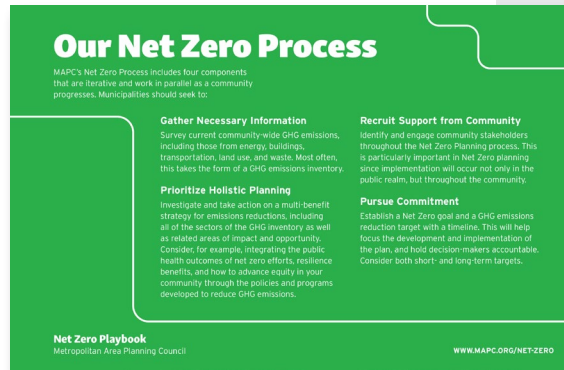 Our Net Zero Process
MAPC's Net Zero Process includes four components
that are iterative and work in parallel as a community
progresses. Municipalities should seek to:
Gather Necessary Information
Survey current community-wide GHG emissions,
including those from energy, buildings,
transportation, land use, and waste. Most often,
this takes the form of a GHG emissions inventory.
Prioritize Holistic Planning
Investigate and take action on a multi-benefit
strategy for emissions reductions, including
all of the sectors of the GHG inventory as well
as related areas of impact and opportunity.
Consider, for example, integrating the public
health outcomes of net zero efforts, resilience
benefits, and how to advance equity in your
community through the policies and programs
developed to reduce GHG emissions.
Recruit Support from Community
Identify and engage community stakeholders
throughout the Net Zero Planning process. This
is particularly important in Net Zero planning
since implementation will occur not only in the
public realm, but throughout the community.
Pursue Commitment
Establish a Net Zero goal and a GHG emissions
reduction target with a timeline. This will help
focus the development and implementation of
the plan, and hold decision-makers accountable.
Consider both short- and long-term targets.
Net Zero Playbook
Metropolitan Area Planning Council
WWW.MAPC.ORG/NET-ZERO